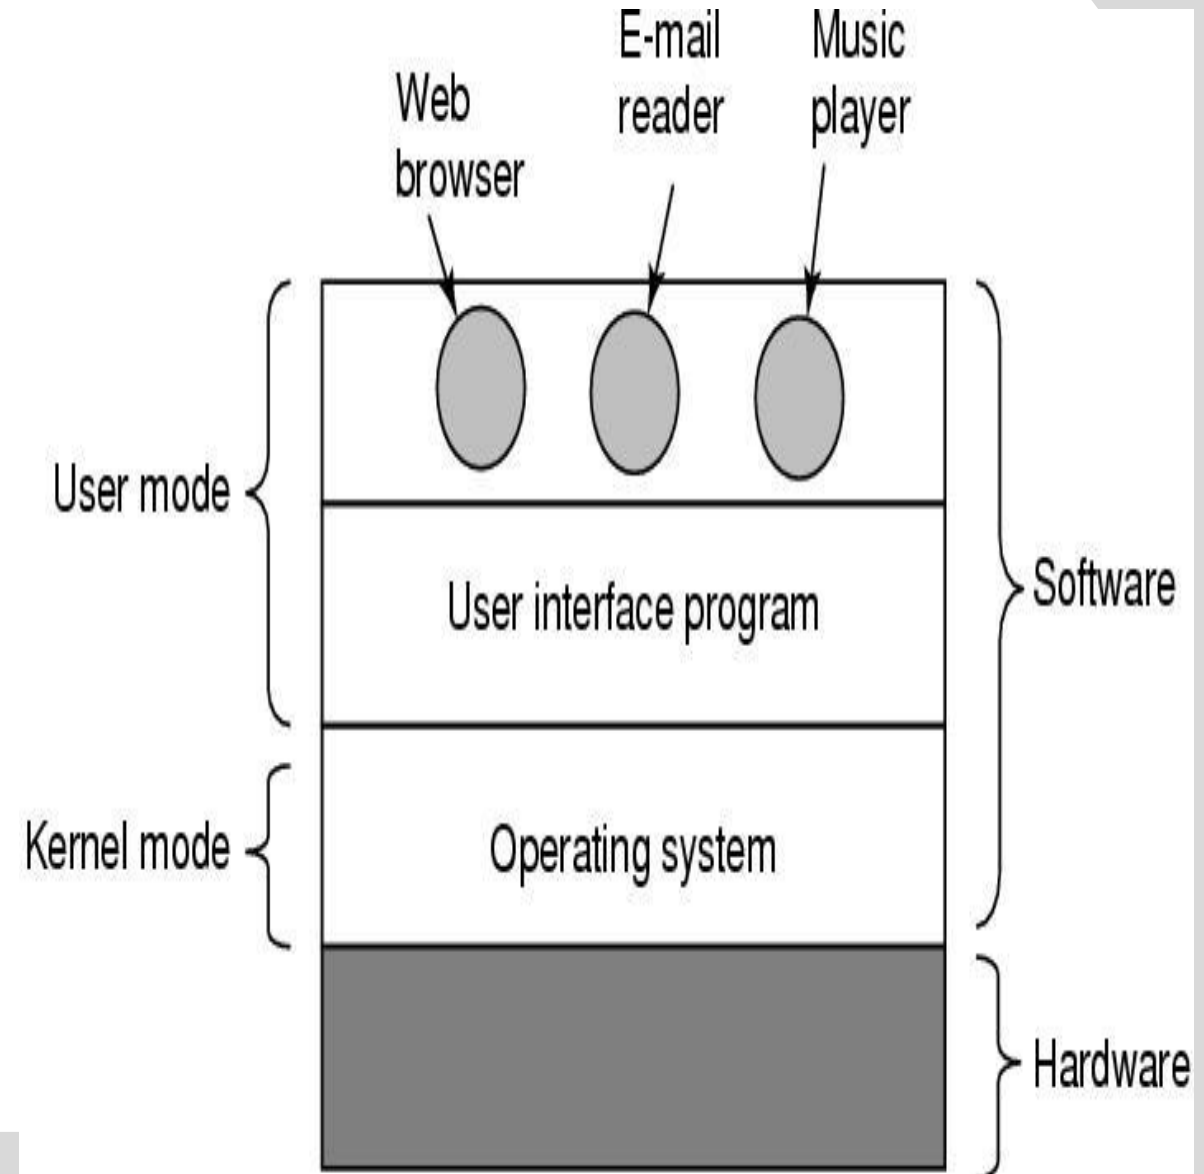 E-mail
reader
Music
player
Web
browser
User mode
User interface program
Software
Kernel mode
Operating system
Hardware